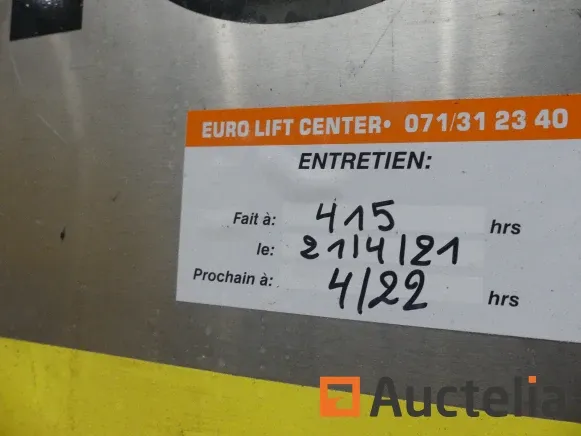 EURO LIFT CENTER• 071/31 23 40
ENTRETIEN:
Fait à: 415 hrs
le: 21/4/21
Prochain à: 4/22 hrs
Auctelia